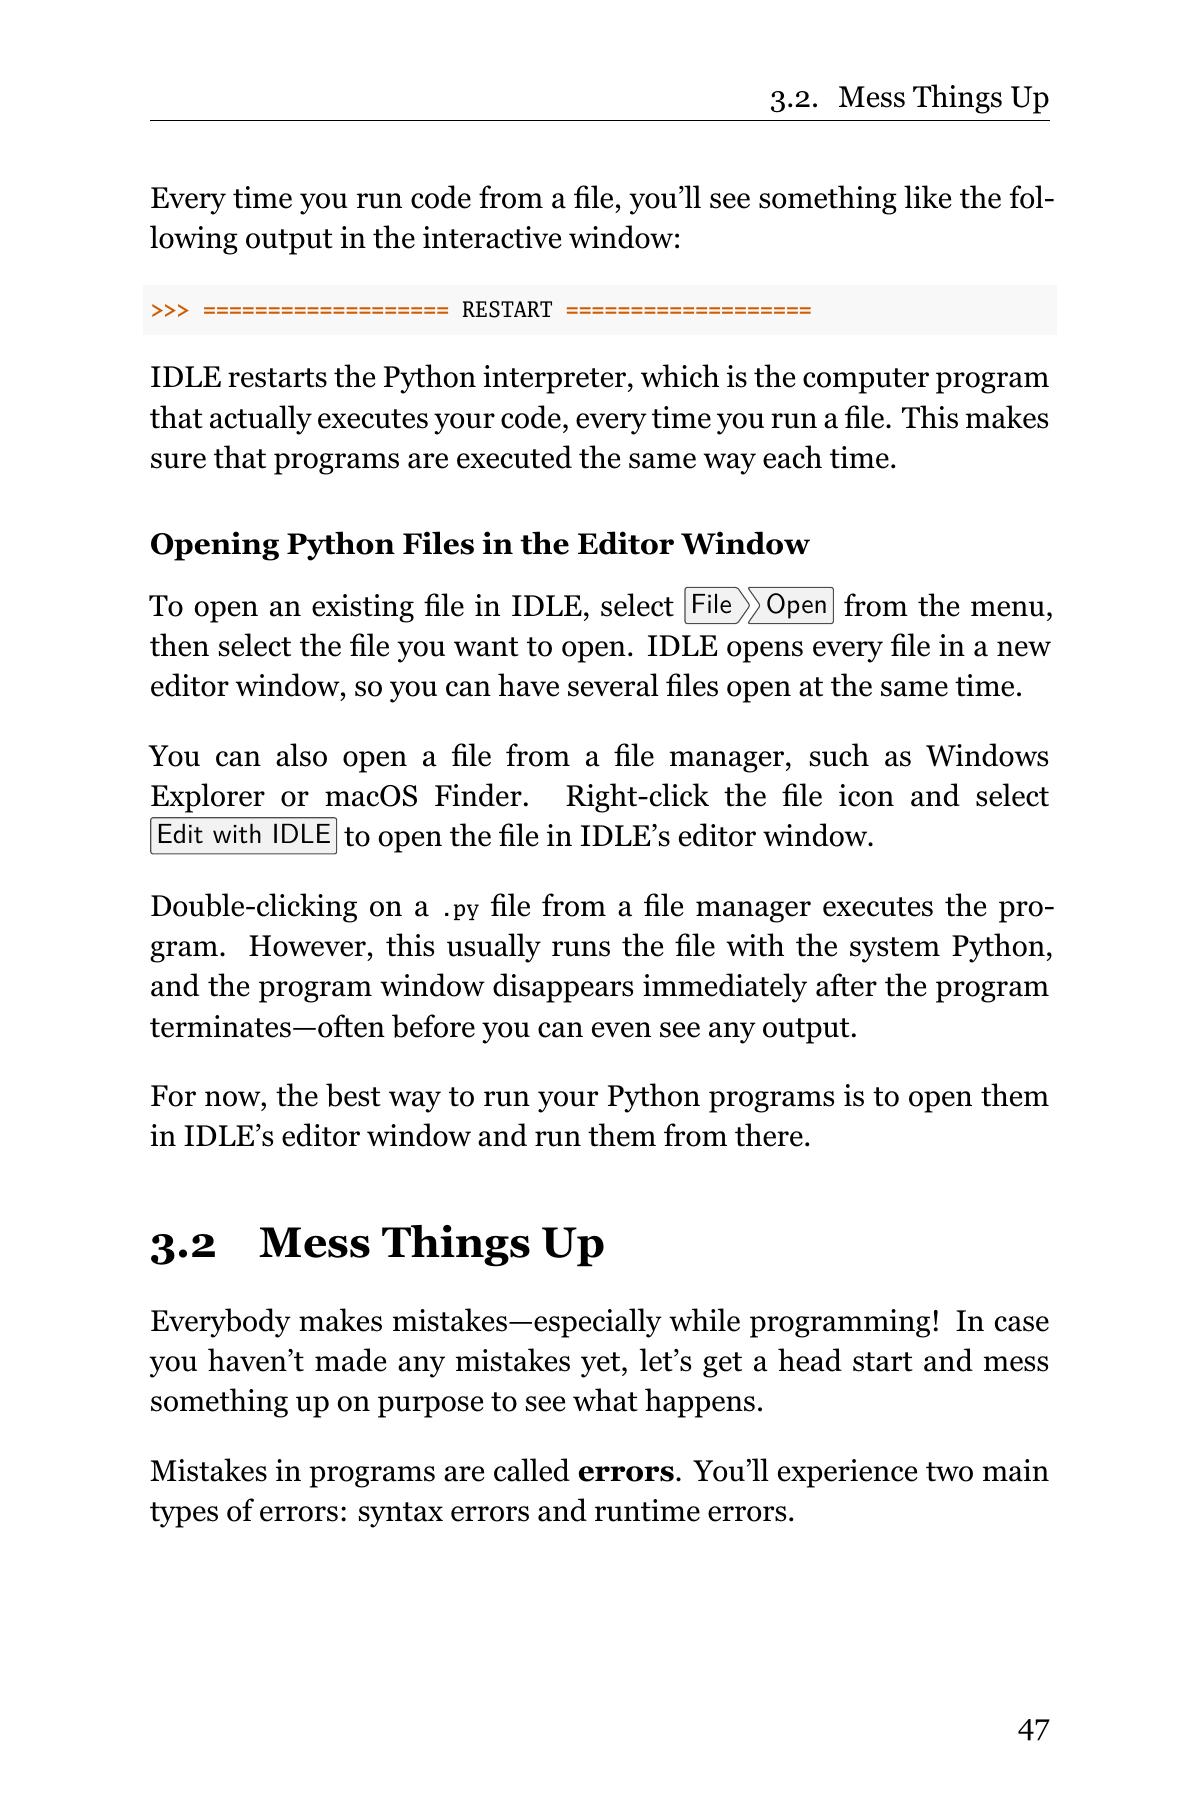 3.2. Mess Things Up
Every time you run code from a file, you’ll see something like the fol-
lowing output in the interactive window:
>>> =================== RESTART ===================
IDLE restarts the Python interpreter, which is the computer program
that actually executes your code, every time you run a file. This makes
sure that programs are executed the same way each time.
Opening Python Files in the Editor Window
To open an existing file in IDLE, select File Open from the menu,
then select the file you want to open. IDLE opens every file in a new
editor window, so you can have several files open at the same time.
You can also open a file from a file manager, such as Windows
Explorer or macOS Finder. Right-click the file icon and select
Edit with IDLE to open the file in IDLE’s editor window.
Double-clicking on a .py file from a file manager executes the pro-
gram. However, this usually runs the file with the system Python,
and the program window disappears immediately after the program
terminates—often before you can even see any output.
For now, the best way to run your Python programs is to open them
in IDLE’s editor window and run them from there.
3.2 Mess Things Up
Everybody makes mistakes—especially while programming! In case
you haven’t made any mistakes yet, let’s get a head start and mess
something up on purpose to see what happens.
Mistakes in programs are called errors. You’ll experience two main
types of errors: syntax errors and runtime errors.
47